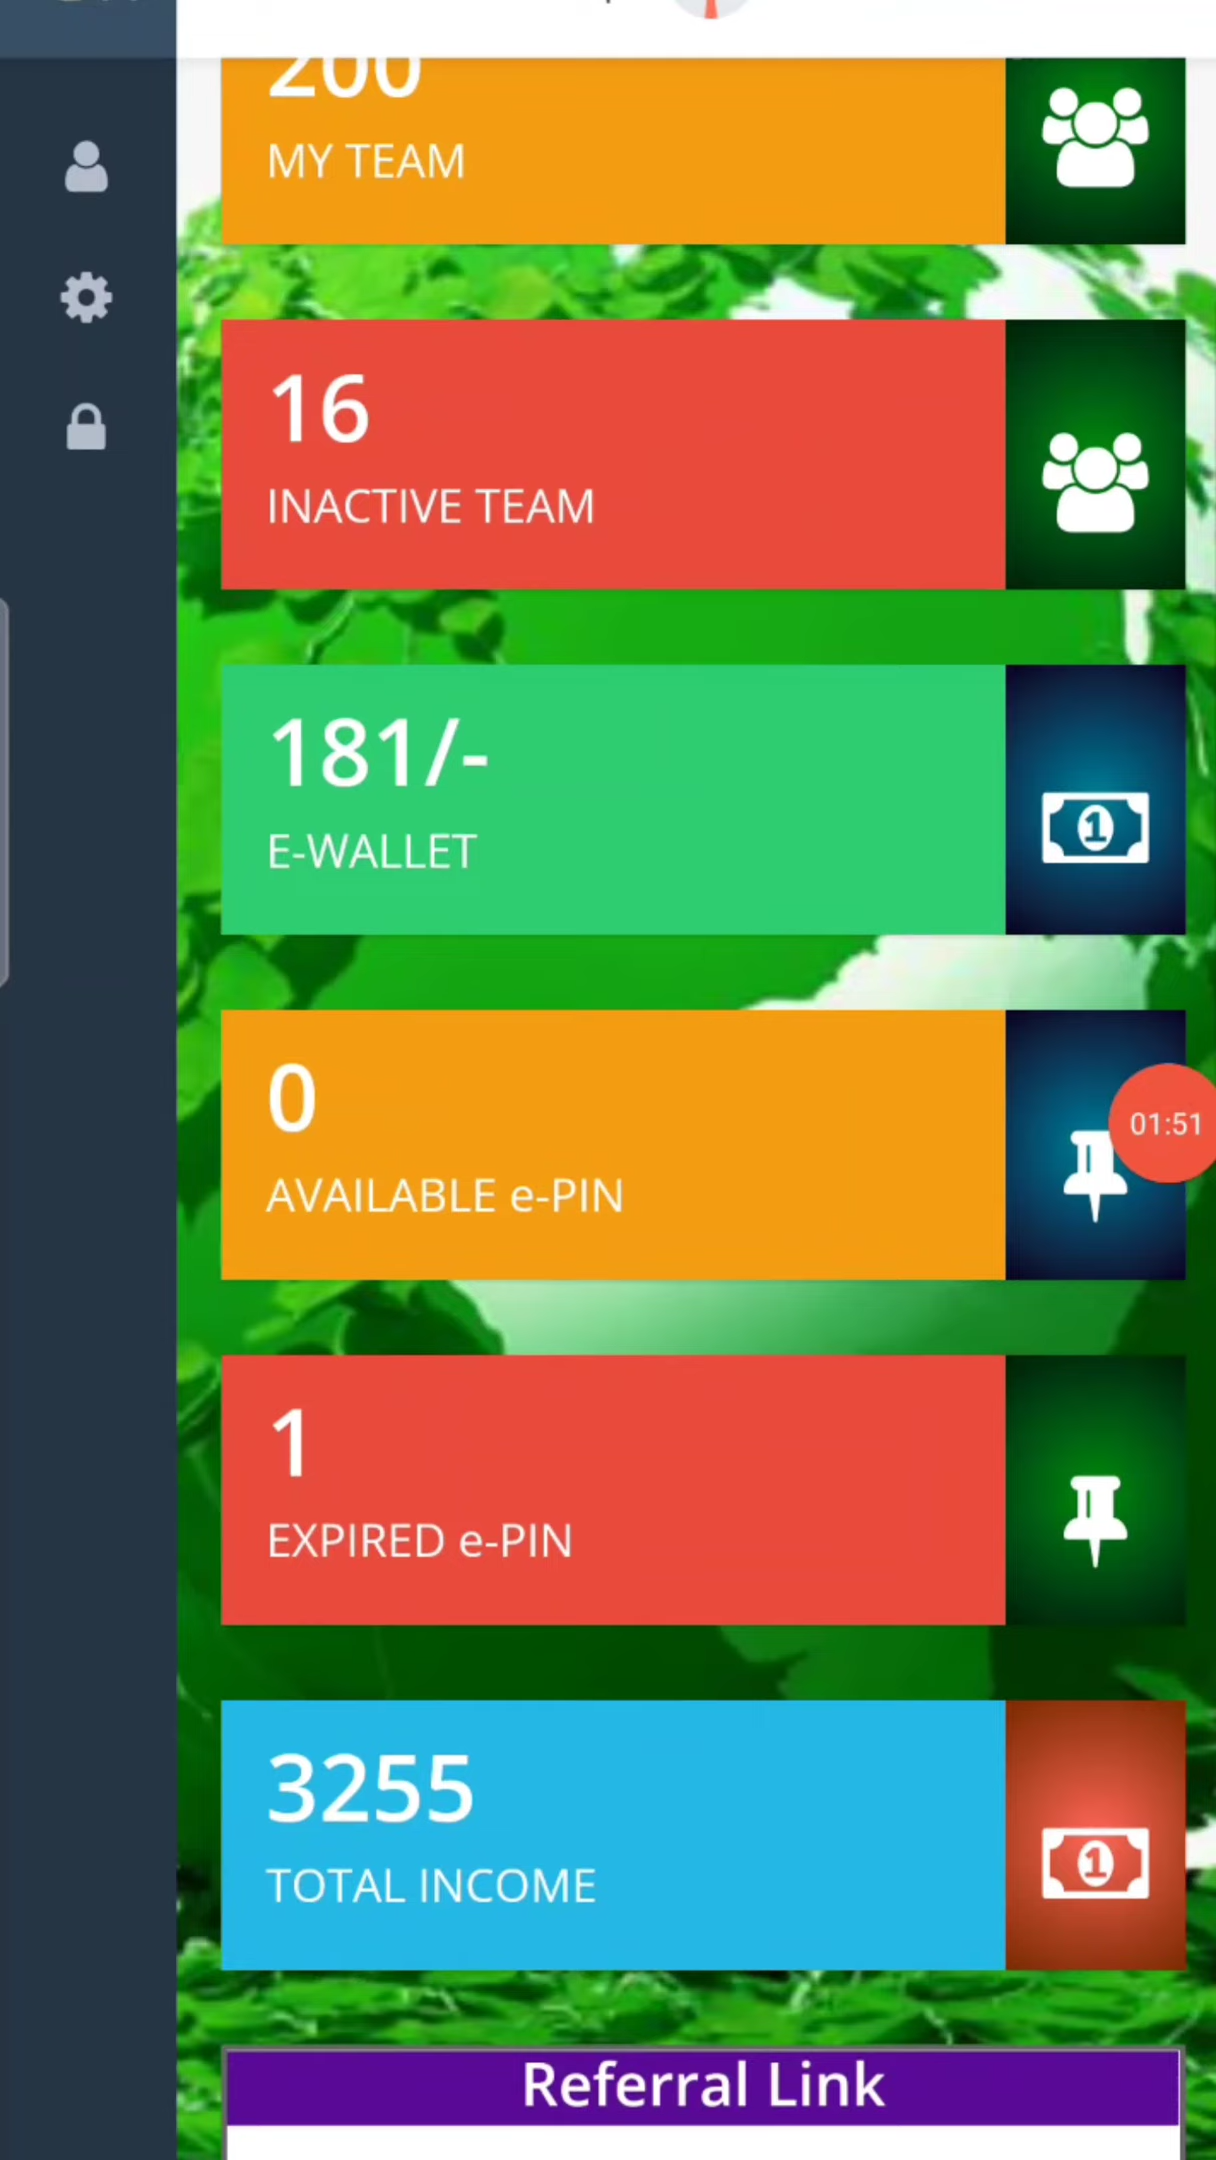 200
MY TEAM
16
INACTIVE TEAM
181/-
E-WALLET
0
AVAILABLE e-PIN
01:51
1
EXPIRED e-PIN
3255
TOTAL INCOME
Referral Link